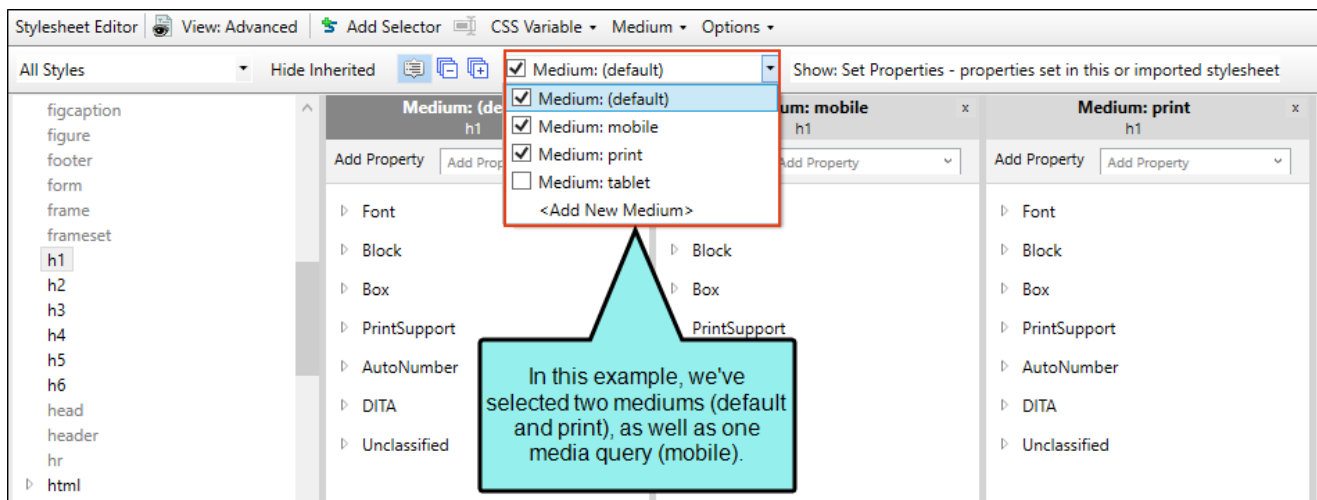 Stylesheet Editor View: Advanced Add Selector CSS Variable Medium Options
All Styles Hide Inherited Medium: (default) Show: Set Properties - properties set in this or imported stylesheet
Medium: (default)
Medium: mobile
Medium: print
Medium: tablet
<Add New Medium>
figcaption
figure
footer
form
frame
frameset
h1
h2
h3
h4
h5
h6
head
header
hr
html
Medium: (de
h1
Add Property Add Prop
Font
Block
Box
PrintSupport
AutoNumber
DITA
Unclassified
um: mobile x
h1
Add Property
Block
Box
PrintSupport
Medium: print x
h1
Add Property Add Property
Font
Block
Box
PrintSupport
AutoNumber
DITA
Unclassified
In this example, we've
selected two mediums (default
and print), as well as one
media query (mobile).